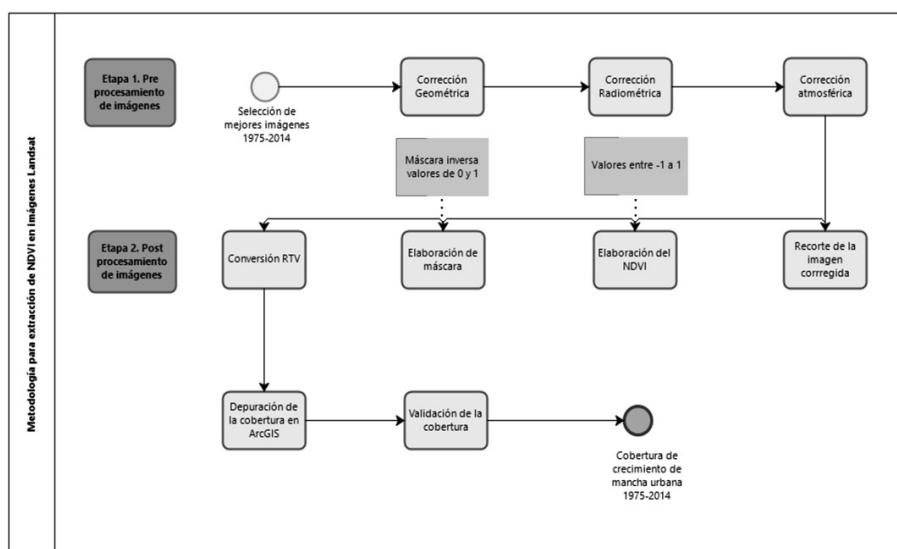 Metodología para extracción de NDVI en imágenes Landsat
Etapa 1. Pre
procesamiento
de imágenes
Selección de
mejores imágenes
1975-2014
Corrección
Geométrica
Corrección
Radiométrica
Corrección
atmosférica
Máscara inversa
valores de 0 y 1
Valores entre -1 a 1
Etapa 2. Post
procesamiento
de imágenes
Conversión RTV
Elaboración de
máscara
Elaboración del
NDVI
Recorte de la
imagen
corrregida
Depuración de
la cobertura en
ArcGIS
Validación de la
cobertura
Cobertura de
crecimiento de
mancha urbana
1975-2014